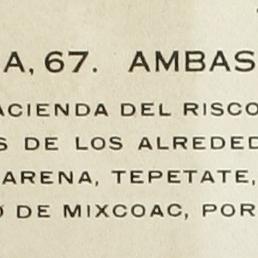 A, 67. AMBAS
ACIENDA DEL RISCO
S DE LOS ALREDED
ARENA, TEPETATE,
O DE MIXCOAC, POR